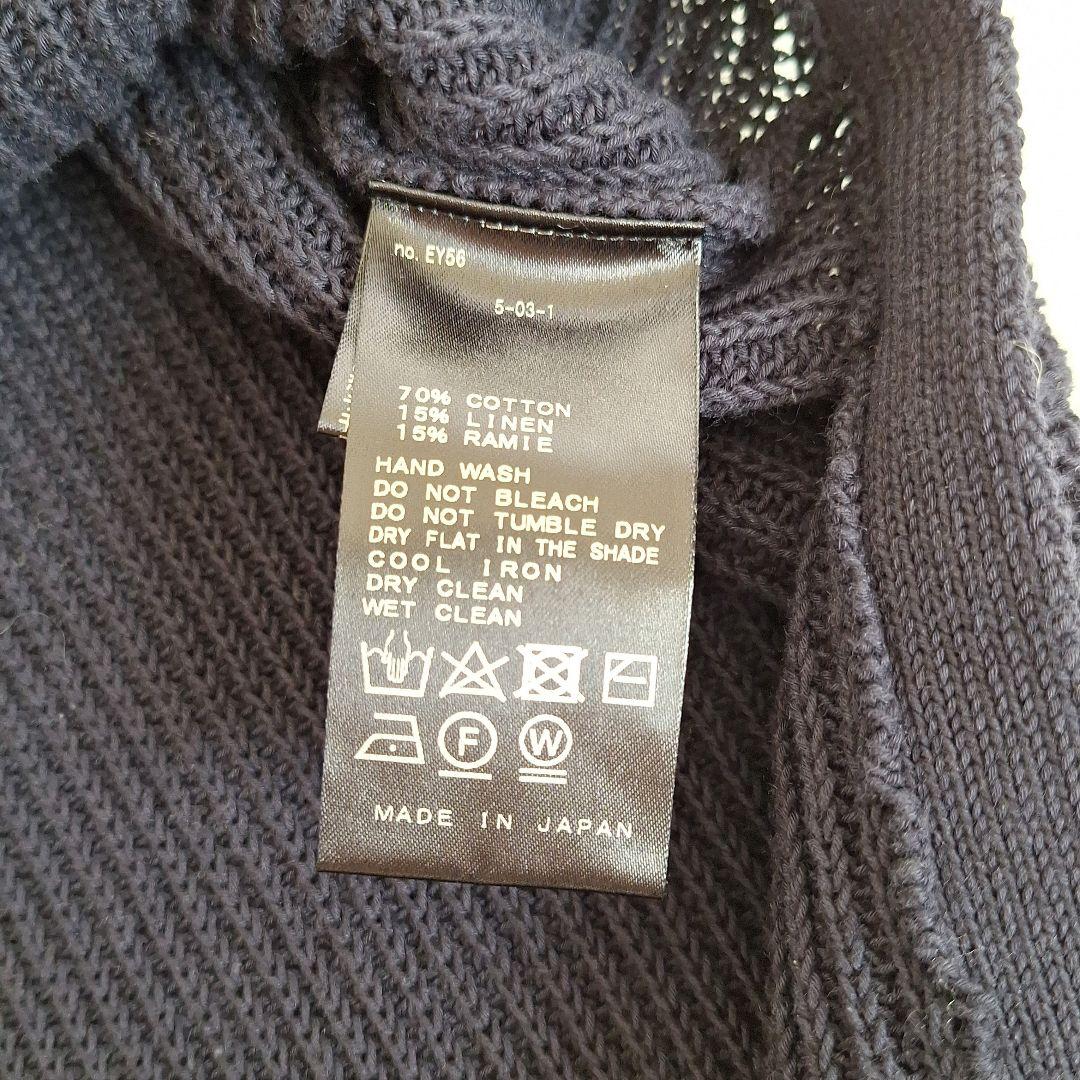 no. EY56
5-03-1
70% COTTON
15% LINEN
15% RAMIE
HAND WASH
DO NOT BLEACH
DO NOT TUMBLE DRY
DRY FLAT IN THE SHADE
COOL IRON
DRY CLEAN
WET CLEAN
F W
MADE IN JAPAN